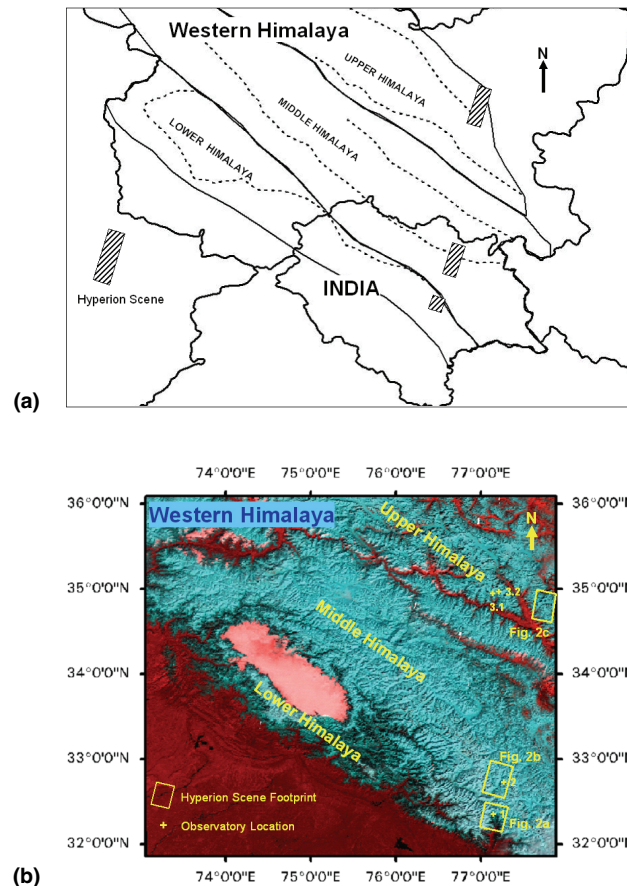 Western Himalaya
UPPER HIMALAYA
N
MIDDLE HIMALAYA
LOWER HIMALAYA
INDIA
Hyperion Scene
(a)
74°0'0"E 75°0'0"E 76°0'0"E 77°0'0"E
36°0'0"N 36°0'0"N
Western Himalaya
Upper Himalaya
N
35°0'0"N 35°0'0"N
3.2
3.1
Fig. 2c
Middle Himalaya
34°0'0"N 34°0'0"N
Lower Himalaya
33°0'0"N 33°0'0"N
Fig. 2b
2
Hyperion Scene Footprint
1
Fig. 2a
Observatory Location
32°0'0"N 32°0'0"N
74°0'0"E 75°0'0"E 76°0'0"E 77°0'0"E
(b)